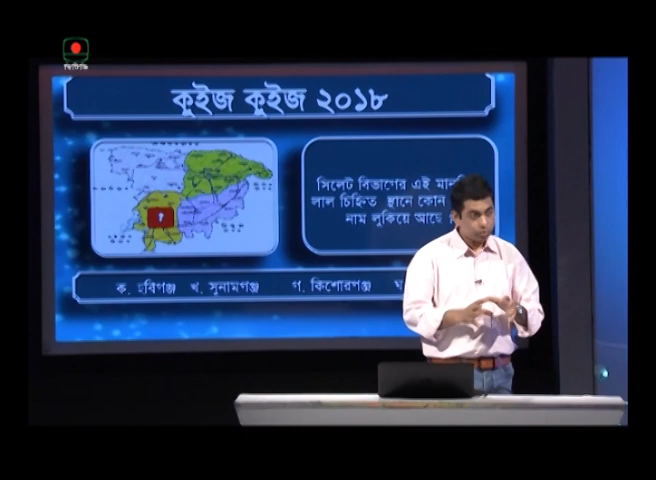 কুইজ কুইজ ২০১৮
সিলেট বিভাগের এই
লাল চিহ্নিত স্থানে কোন
নাম লুকিয়ে আছে
?
ক. হবিগঞ্জ খ. সুনামগঞ্জ গ. কিশোরগঞ্জ